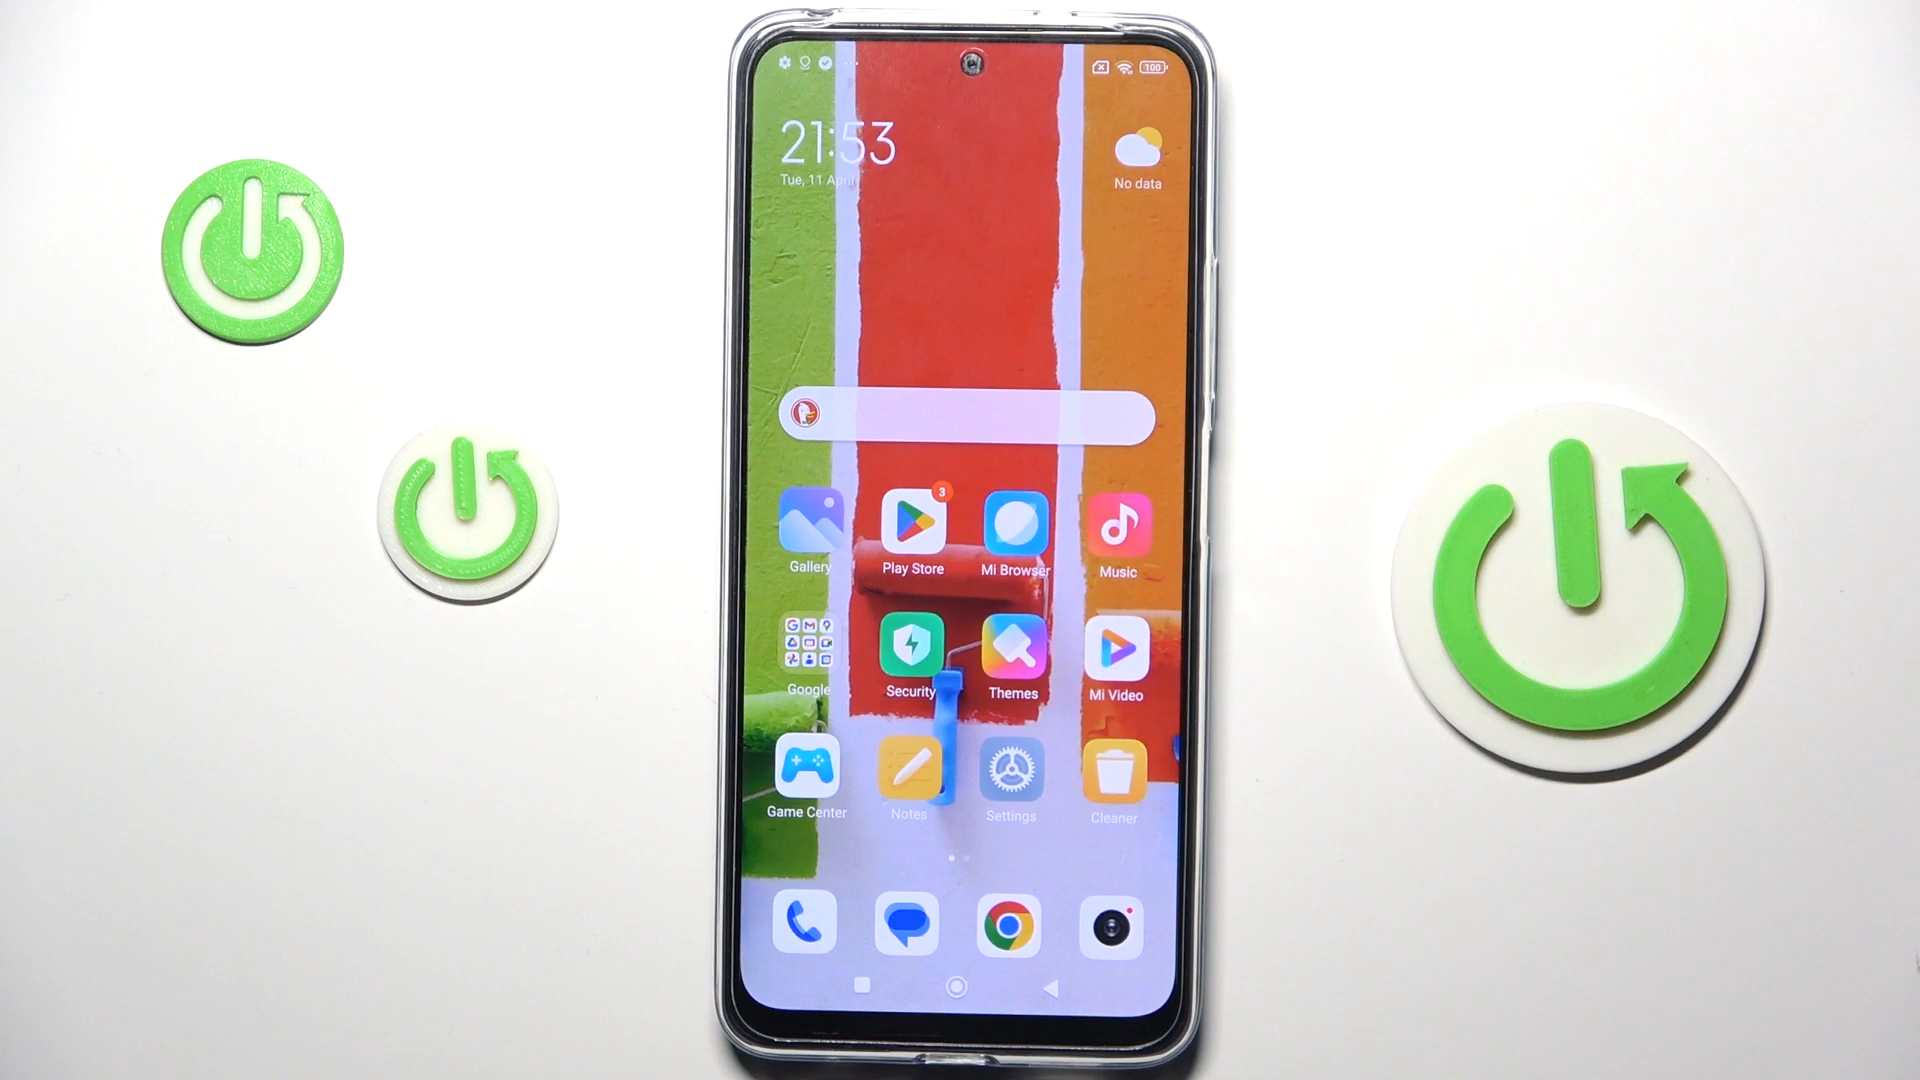 100
21:53
Tue, 11 April
No data
3
Gallery
Play Store
Mi Browser
Music
Google
Security
Themes
Mi Video
Game Center
Notes
Settings
Cleaner